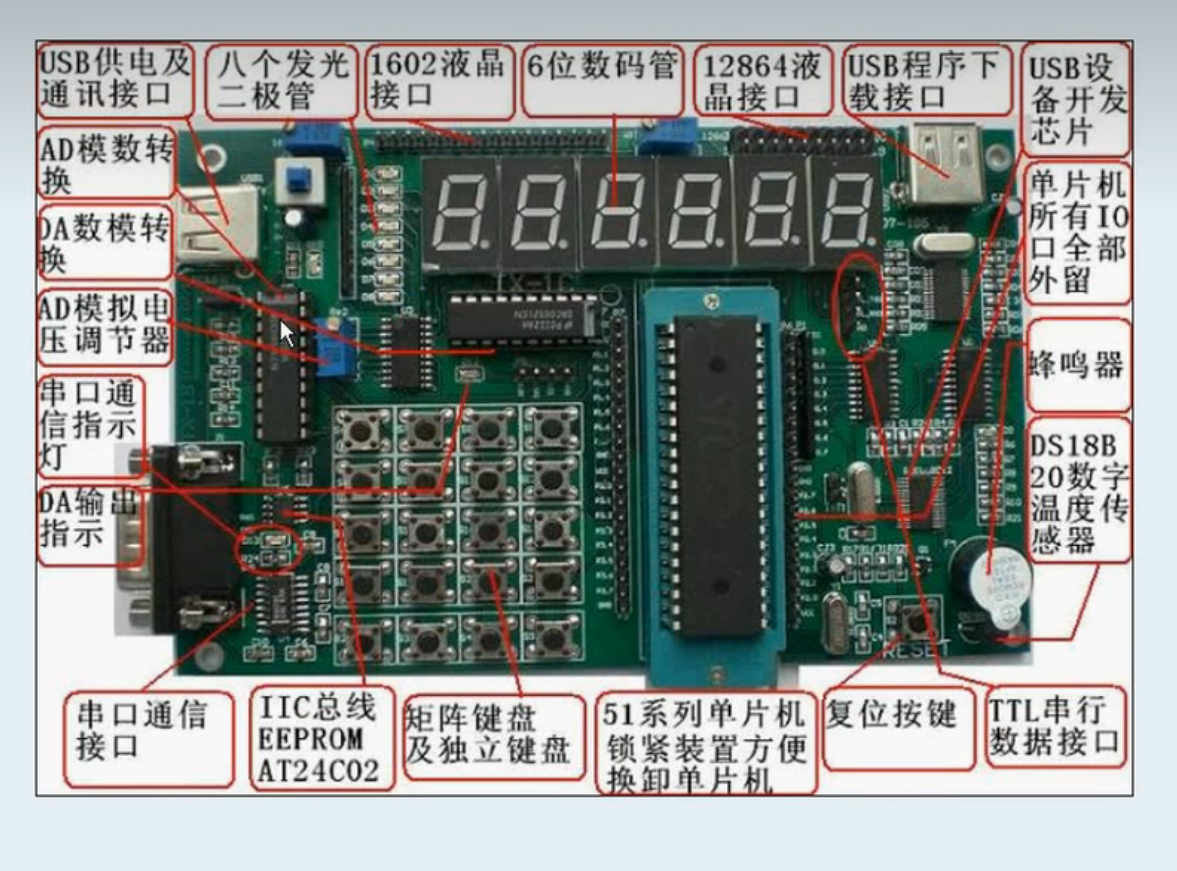 USB供电及
通讯接口
八个发光
二极管
1602液晶
接口
6位数码管
12864液
晶接口
USB程序下
载接口
USB设
备开发
芯片
AD模数转
换
DA数模转
换
AD模拟电
压调节器
串口通
信指示
灯
DA输出
指示
单片机
所有IO
口全部
外留
蜂鸣器
DS18B
20数字
温度传
感器
串口通信
接口
IIC总线
EEPROM
AT24C02
矩阵键盘
及独立键盘
51系列单片机
锁紧装置方便
换卸单片机
复位按键
TTL串行
数据接口
RESET